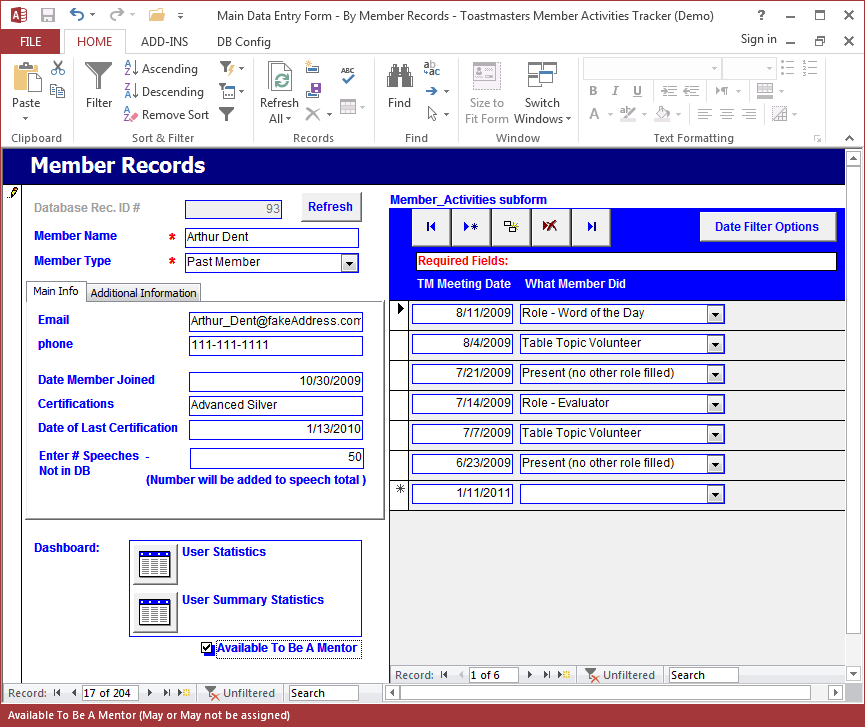 Main Data Entry Form - By Member Records - Toastmasters Member Activities Tracker (Demo)
FILE HOME ADD-INS DB Config Sign in
Paste
Clipboard
Filter
Ascending
Descending
Remove Sort
Sort & Filter
Refresh All
Records
Find
Find
Size to Fit Form
Switch Windows
Window
B I U
A
Text Formatting
Member Records
Database Rec. ID # 93 Refresh
Member Name * Arthur Dent
Member Type * Past Member
Main Info Additional Information
Email Arthur_Dent@fakeAddress.com
phone 111-111-1111
Date Member Joined 10/30/2009
Certifications Advanced Silver
Date of Last Certification 1/13/2010
Enter # Speeches - 50
Not in DB
(Number will be added to speech total )
Dashboard: User Statistics
User Summary Statistics
Available To Be A Mentor
Member_Activities subform
Date Filter Options
Required Fields:
TM Meeting Date What Member Did
8/11/2009 Role - Word of the Day
8/4/2009 Table Topic Volunteer
7/21/2009 Present (no other role filled)
7/14/2009 Role - Evaluator
7/7/2009 Table Topic Volunteer
6/23/2009 Present (no other role filled)
1/11/2011
Record: 1 of 6 Unfiltered Search
Record: 17 of 204 Unfiltered Search
Available To Be A Mentor (May or May not be assigned)